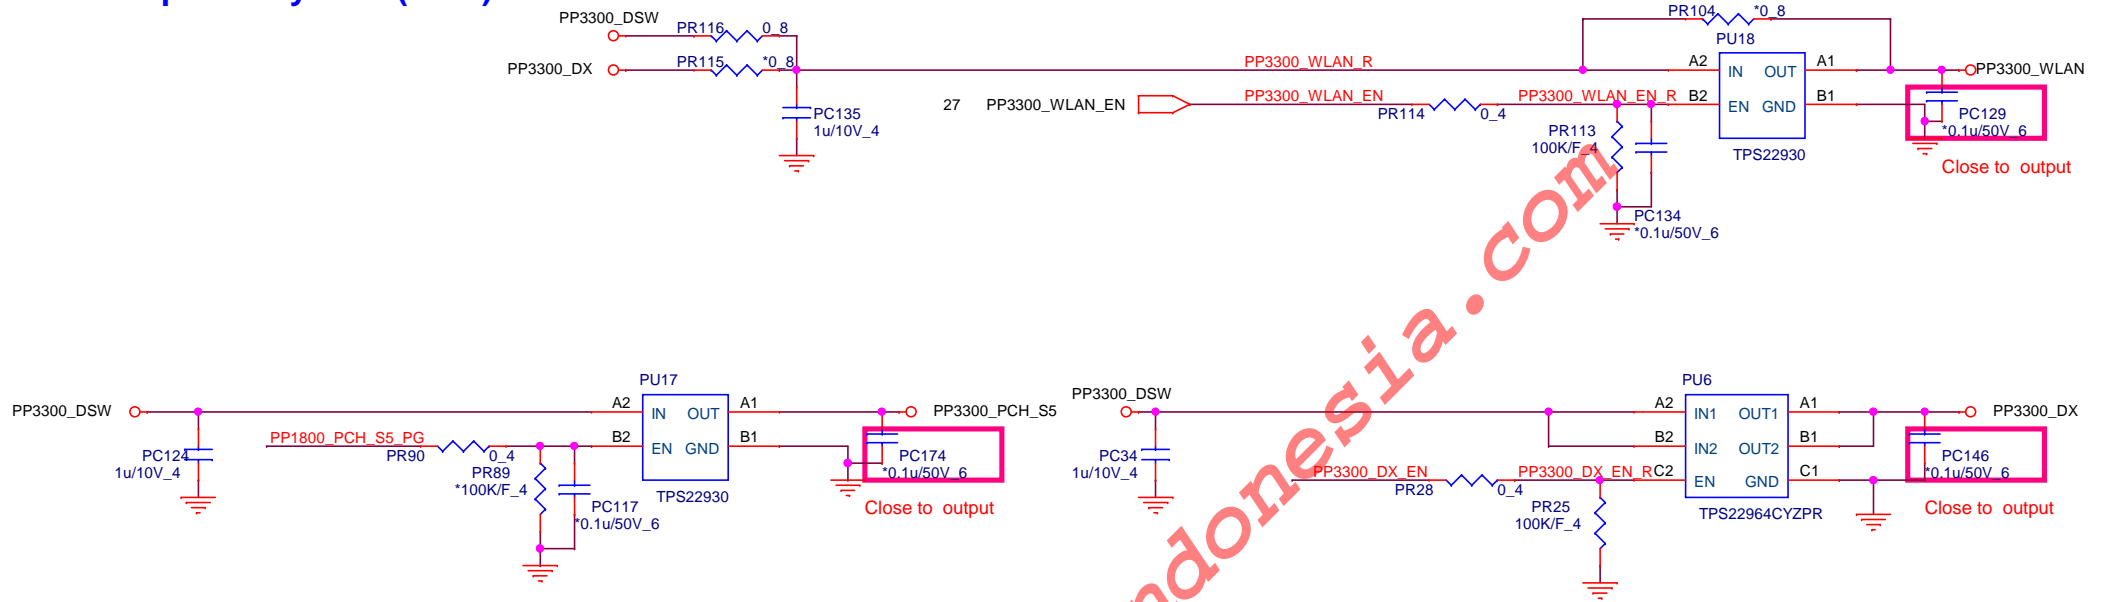 PP3300_DSW
PR116 0_8
PP3300_DX
PR115 *0_8
PC135
1u/10V_4
PP3300_WLAN_R
27 PP3300_WLAN_EN
PP3300_WLAN_EN
PR114 0_4
PP3300_WLAN_EN_R
PR113
100K/F_4
PC134
*0.1u/50V_6
PR104 *0_8
PU18
A2 IN OUT A1
B2 EN GND B1
TPS22930
PP3300_WLAN
PC129
*0.1u/50V_6
Close to output
PP3300_DSW
PC124
1u/10V_4
PP1800_PCH_S5_PG
PR90 0_4
PR89
*100K/F_4
PC117
*0.1u/50V_6
PU17
A2 IN OUT A1
B2 EN GND B1
TPS22930
PP3300_PCH_S5
PC174
*0.1u/50V_6
Close to output
PP3300_DSW
PC34
1u/10V_4
PP3300_DX_EN
PR28 0_4
PP3300_DX_EN_R
PR25
100K/F_4
PU6
A2 IN1 OUT1 A1
B2 IN2 OUT2 B1
C2 EN GND C1
TPS22964CYZPR
PP3300_DX
PC146
*0.1u/50V_6
Close to output
ndonesia.com